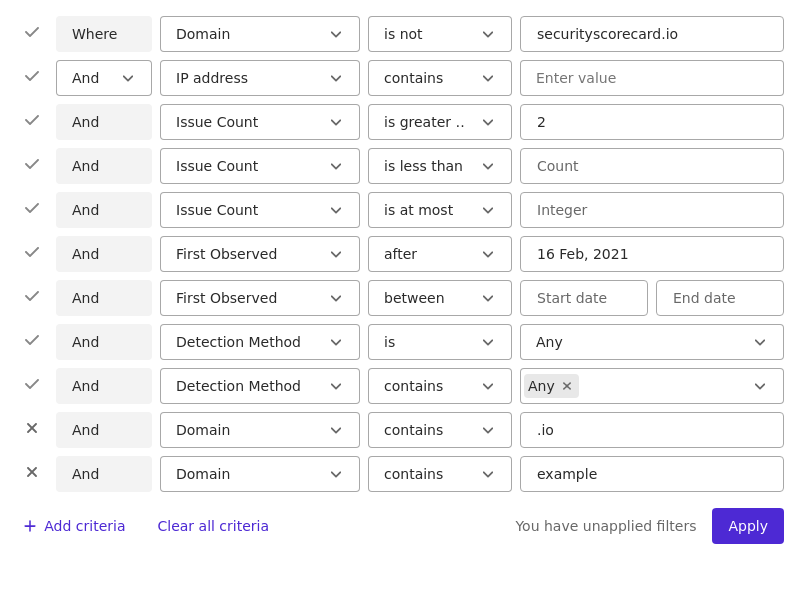 Where Domain is not securityscorecard.io
And IP address contains Enter value
And Issue Count is greater .. 2
And Issue Count is less than Count
And Issue Count is at most Integer
And First Observed after 16 Feb, 2021
And First Observed between Start date End date
And Detection Method is Any
And Detection Method contains Any
And Domain contains .io
And Domain contains example
Add criteria Clear all criteria You have unapplied filters Apply